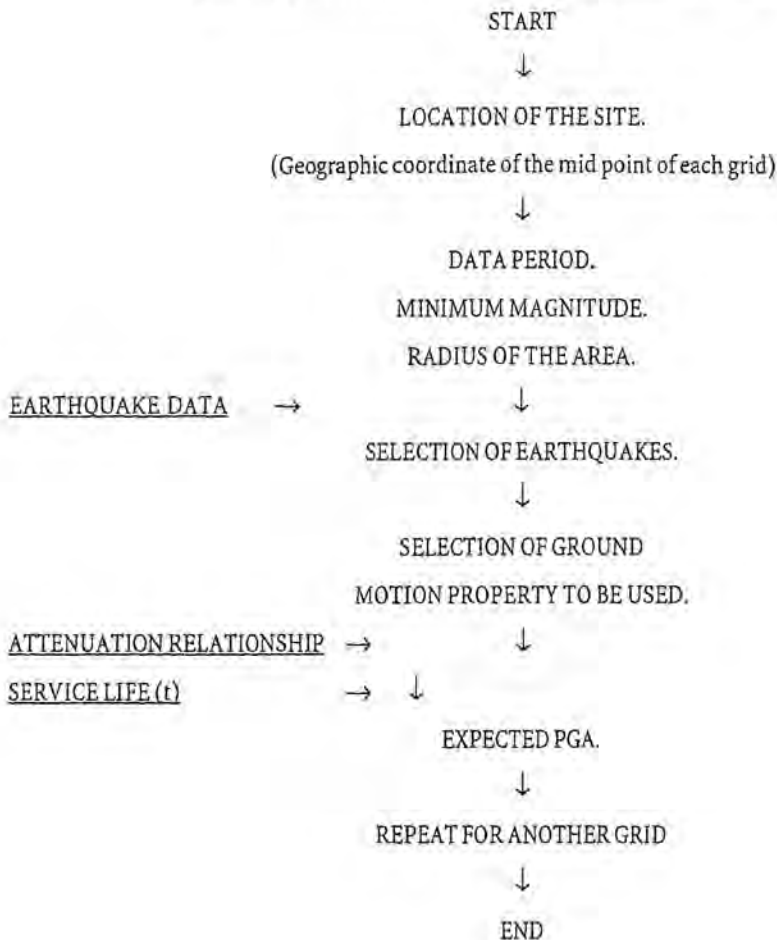 START
↓
LOCATION OF THE SITE.
(Geographic coordinate of the mid point of each grid)
↓
DATA PERIOD.
MINIMUM MAGNITUDE.
RADIUS OF THE AREA.
EARTHQUAKE DATA → ↓
SELECTION OF EARTHQUAKES.
↓
SELECTION OF GROUND
MOTION PROPERTY TO BE USED.
ATTENUATION RELATIONSHIP → ↓
SERVICE LIFE (t) → ↓
EXPECTED PGA.
↓
REPEAT FOR ANOTHER GRID
↓
END